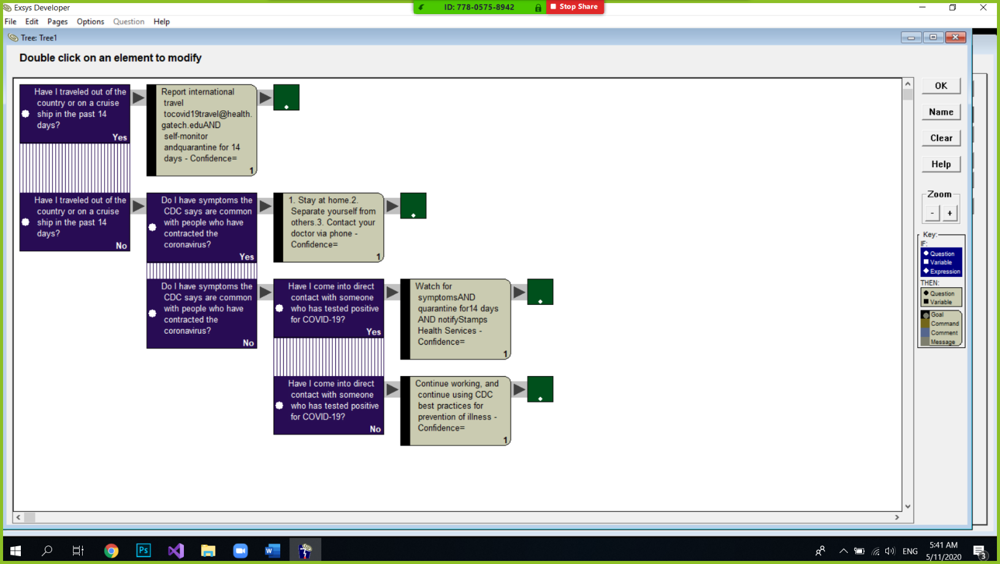 Exsys Developer
ID: 778-0575-8942
Stop Share
File Edit Pages Options Question Help
Tree: Tree1
Double click on an element to modify
Have I traveled out of the
country or on a cruise
ship in the past 14
days?
Yes
Report international
travel
tocovid19travel@health.
gatech.eduAND
self-monitor
andquarantine for 14
days - Confidence=
1
Have I traveled out of the
country or on a cruise
ship in the past 14
days?
No
Do I have symptoms the
CDC says are common
with people who have
contracted the
coronavirus?
Yes
1. Stay at home.2.
Separate yourself from
others.3. Contact your
doctor via phone -
Confidence=
1
Do I have symptoms the
CDC says are common
with people who have
contracted the
coronavirus?
No
Have I come into direct
contact with someone
who has tested positive
for COVID-19?
Yes
Watch for
symptomsAND
quarantine for14 days
AND notifyStamps
Health Services -
Confidence=
1
Have I come into direct
contact with someone
who has tested positive
for COVID-19?
No
Continue working, and
continue using CDC
best practices for
prevention of illness -
Confidence=
1
OK
Name
Clear
Help
Zoom
- +
Key:
IF:
Question
Variable
Expression
THEN:
Question
Variable
Goal
Command
Comment
Message
Ps
W
ENG
5:41 AM
5/11/2020
3